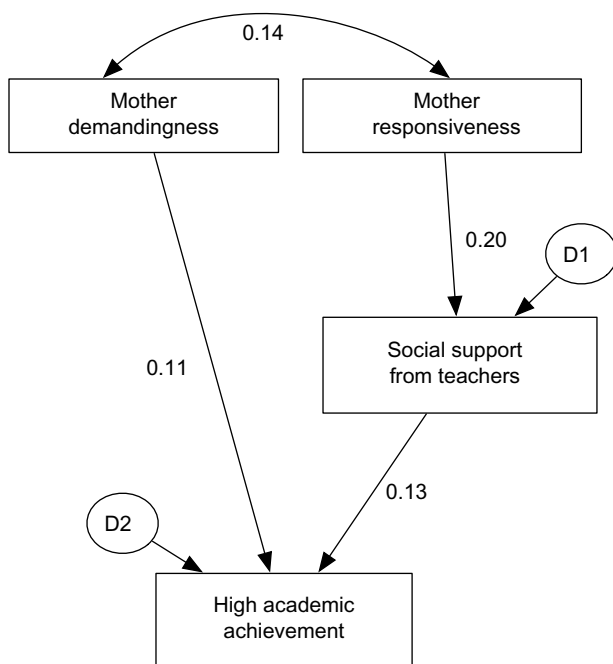 0.14
Mother
demandingness
Mother
responsiveness
0.20
D1
Social support
from teachers
0.11
0.13
D2
High academic
achievement